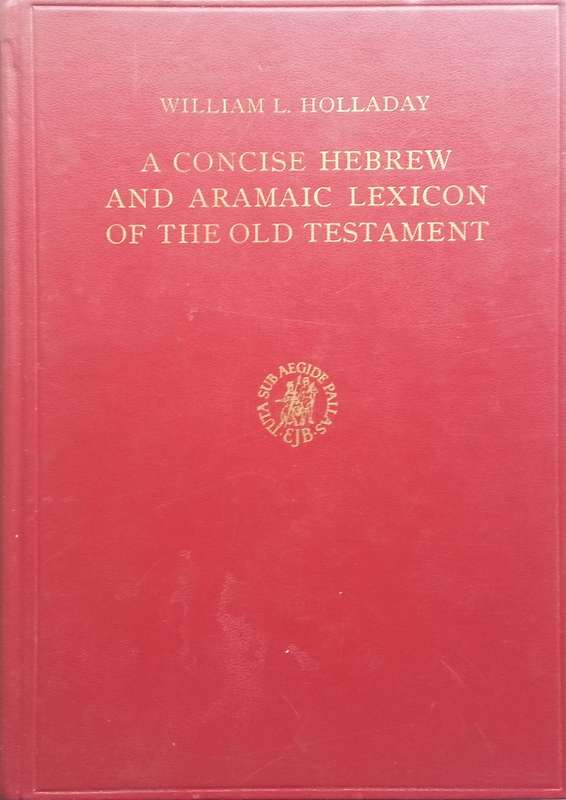 WILLIAM L. HOLLADAY
A CONCISE HEBREW
AND ARAMAIC LEXICON
OF THE OLD TESTAMENT
TUTA SUB AEGIDE PALLAS
·EJB·